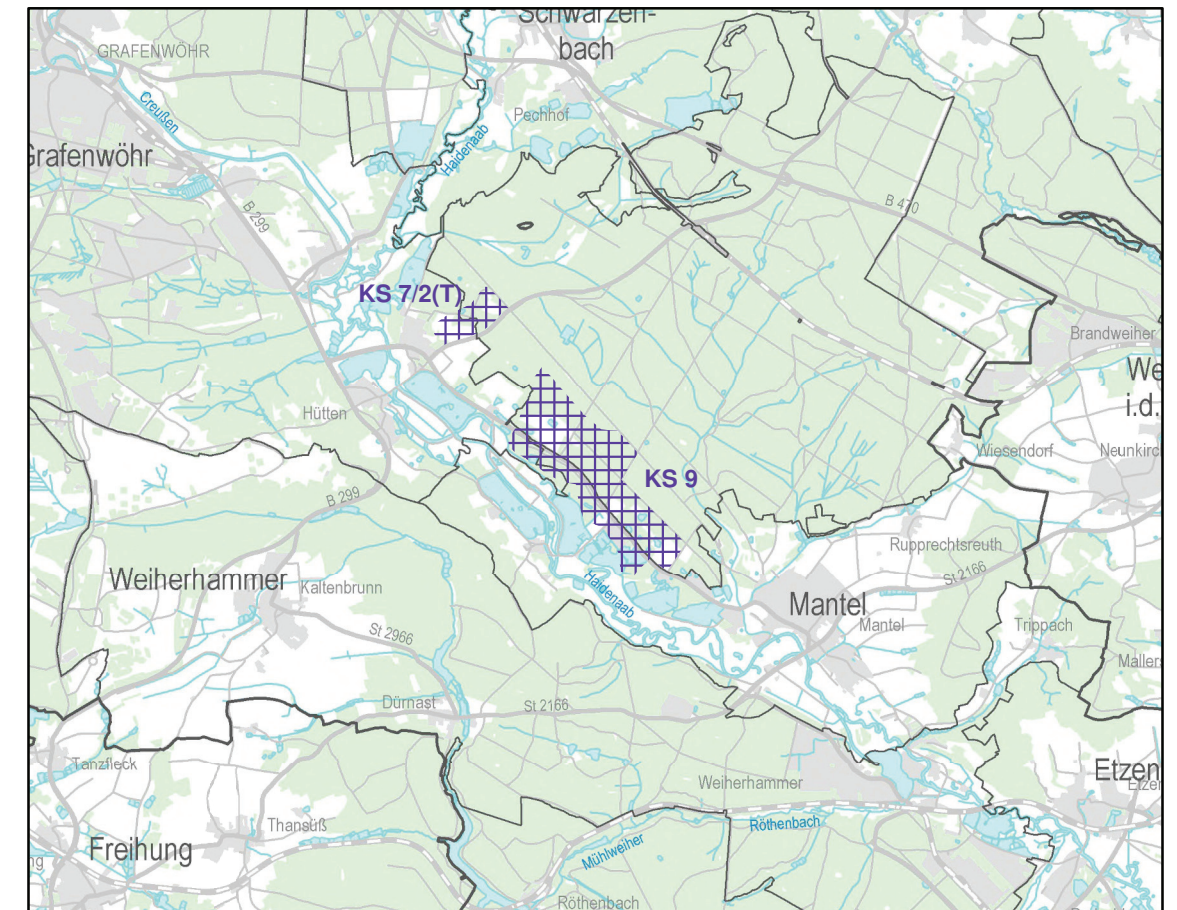 Schwarzen-
bach
GRAFENWÖHR
Creußen
Pechhof
Haidenaab
Grafenwöhr
B 299
B 470
KS 7/2(T)
Brandweiher
We
i.d.
Hütten
Wiesendorf
Neunkirc
KS 9
B 299
Rupprechtsreuth
St 2166
Weiherhammer
Kaltenbrunn
Haidenaab
Mantel
Mantel
Trippach
St 2966
Mallers
Dürnast
St 2166
Tanzfleck
Weiherhammer
Etzen
Etzen
Thansüß
Röthenbach
Freihung
ng
Mühlweiher
Röthenbach